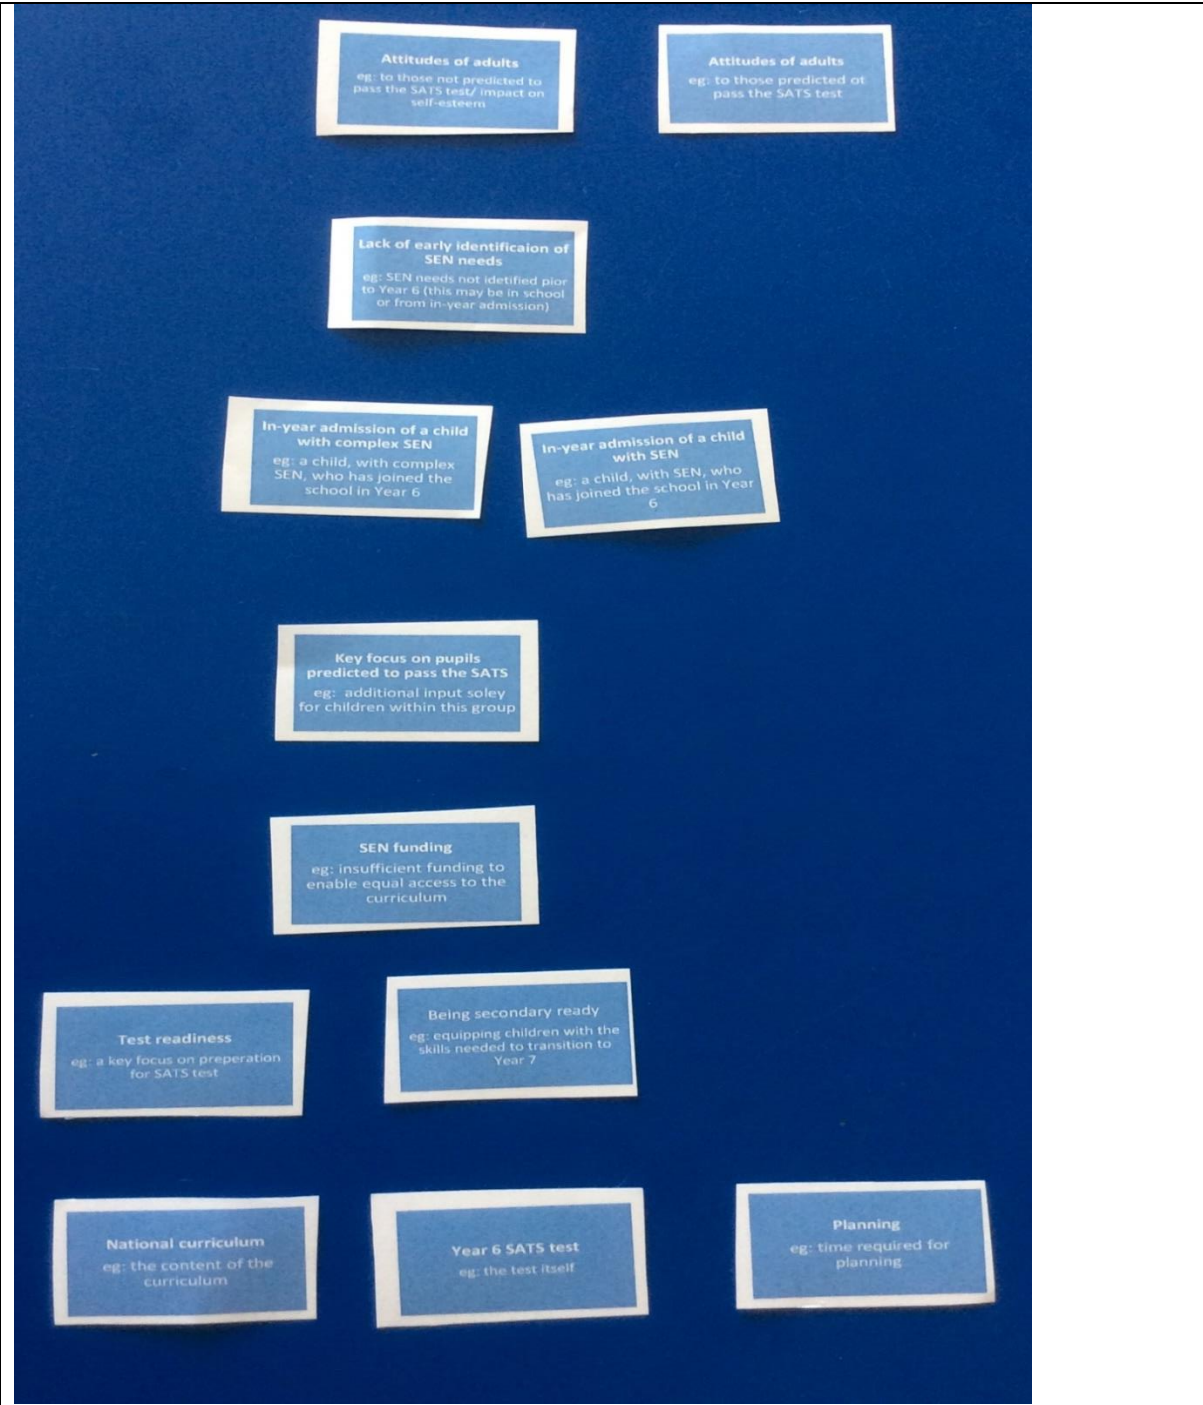 Attitudes of adults
eg: to those not predicted to
pass the SATS test/ impact on
self-esteem
Attitudes of adults
eg: to those predicted ot
pass the SATS test
Lack of early identificaion of
SEN needs
eg: SEN needs not idetified pior
to Year 6 (this may be in school
or from in-year admission)
In-year admission of a child
with complex SEN
eg: a child, with complex
SEN, who has joined the
school in Year 6
In-year admission of a child
with SEN
eg: a child, with SEN, who
has joined the school in Year
6
Key focus on pupils
predicted to pass the SATS
eg: additional input soley
for children within this group
SEN funding
eg: insufficient funding to
enable equal access to the
curriculum
Test readiness
eg: a key focus on preperation
for SATS test
Being secondary ready
eg: equipping children with the
skills needed to transition to
Year 7
National curriculum
eg: the content of the
curriculum
Year 6 SATS test
eg: the test itself
Planning
eg: time required for
planning